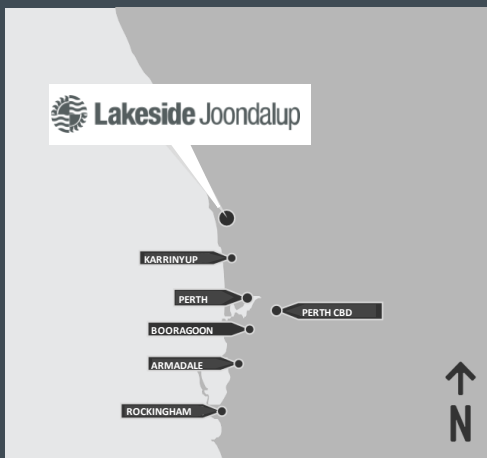 Lakeside Joondalup
KARRINYUP
PERTH
PERTH CBD
BOORAGOON
ARMADALE
ROCKINGHAM
N